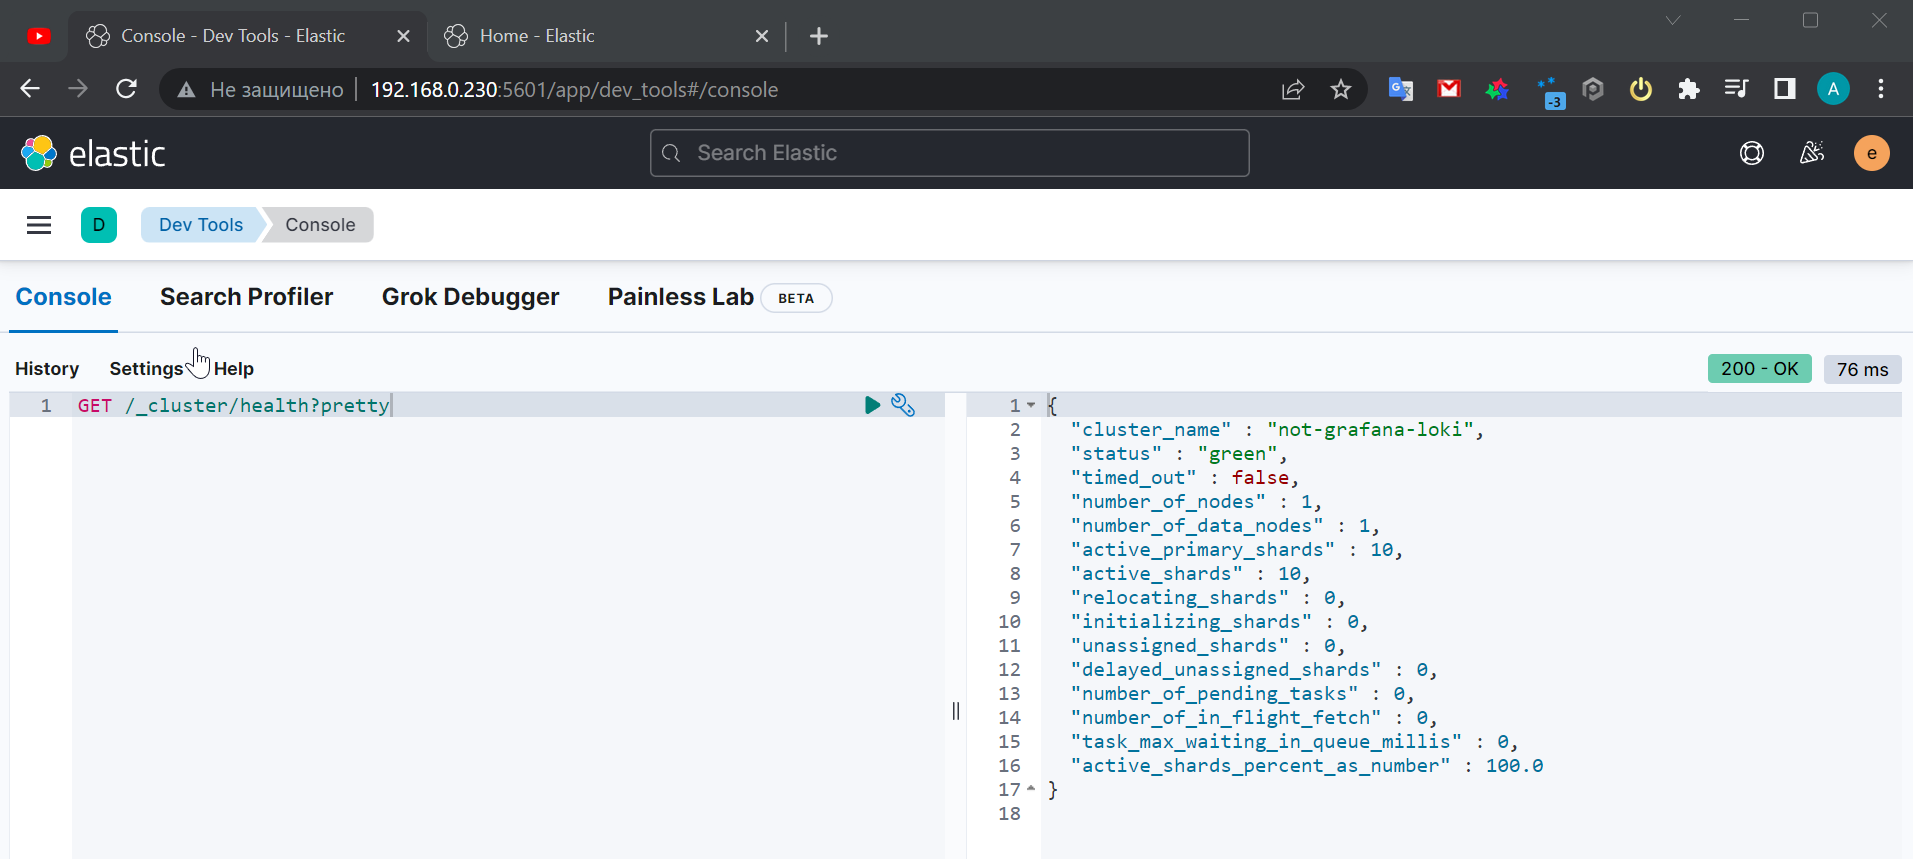 Console - Dev Tools - Elastic
Home - Elastic
Не защищено
192.168.0.230:5601/app/dev_tools#/console
-3
A
elastic
Search Elastic
e
D
Dev Tools
Console
Console
Search Profiler
Grok Debugger
Painless Lab
BETA
History
Settings
Help
200 - OK
76 ms
1
GET /_cluster/health?pretty
1 {
2 "cluster_name" : "not-grafana-loki",
3 "status" : "green",
4 "timed_out" : false,
5 "number_of_nodes" : 1,
6 "number_of_data_nodes" : 1,
7 "active_primary_shards" : 10,
8 "active_shards" : 10,
9 "relocating_shards" : 0,
10 "initializing_shards" : 0,
11 "unassigned_shards" : 0,
12 "delayed_unassigned_shards" : 0,
13 "number_of_pending_tasks" : 0,
14 "number_of_in_flight_fetch" : 0,
15 "task_max_waiting_in_queue_millis" : 0,
16 "active_shards_percent_as_number" : 100.0
17 }
18